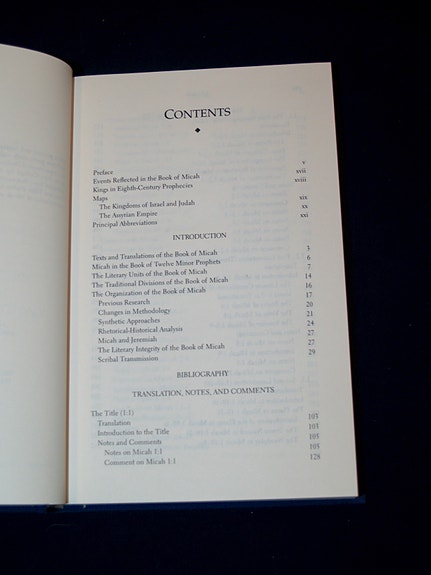 CONTENTS
Preface v
Events Reflected in the Book of Micah xvii
Kings in Eighth-Century Prophecies xviii
Maps
The Kingdoms of Israel and Judah xix
The Assyrian Empire xx
Principal Abbreviations xxi
INTRODUCTION
Texts and Translations of the Book of Micah 3
Micah in the Book of Twelve Minor Prophets 6
The Literary Units of the Book of Micah 7
The Traditional Divisions of the Book of Micah 14
The Organization of the Book of Micah 16
Previous Research 17
Changes in Methodology 20
Synthetic Approaches 21
Rhetorical-Historical Analysis 24
Micah and Jeremiah 27
The Literary Integrity of the Book of Micah 27
Scribal Transmission 29
BIBLIOGRAPHY
TRANSLATION, NOTES, AND COMMENTS
The Title (1:1)
Translation 103
Introduction to the Title 103
Notes and Comments 105
Notes on Micah 1:1 105
Comment on Micah 1:1 128